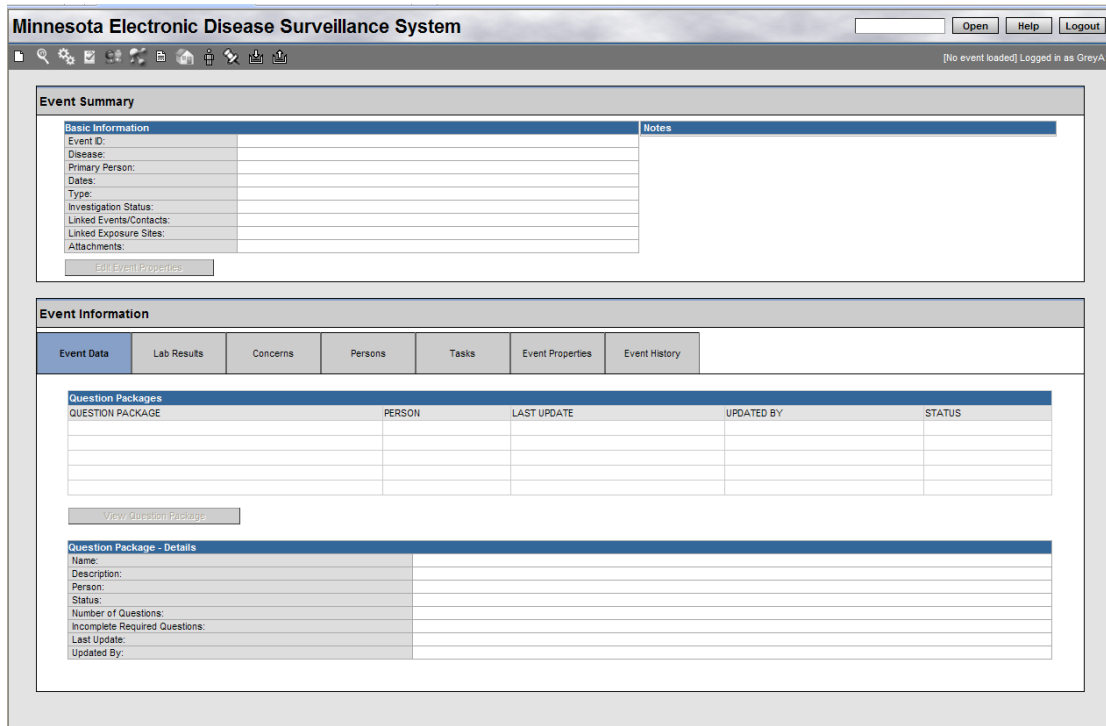 Minnesota Electronic Disease Surveillance System
Open Help Logout
[No event loaded] Logged in as GreyA
Event Summary
Basic Information Notes
Event ID:
Disease:
Primary Person:
Dates:
Type:
Investigation Status:
Linked Events/Contacts:
Linked Exposure Sites:
Attachments:
Edit Event Properties
Event Information
Event Data Lab Results Concerns Persons Tasks Event Properties Event History
Question Packages
QUESTION PACKAGE PERSON LAST UPDATE UPDATED BY STATUS
View Question Package
Question Package - Details
Name:
Description:
Person:
Status:
Number of Questions:
Incomplete Required Questions:
Last Update:
Updated By: